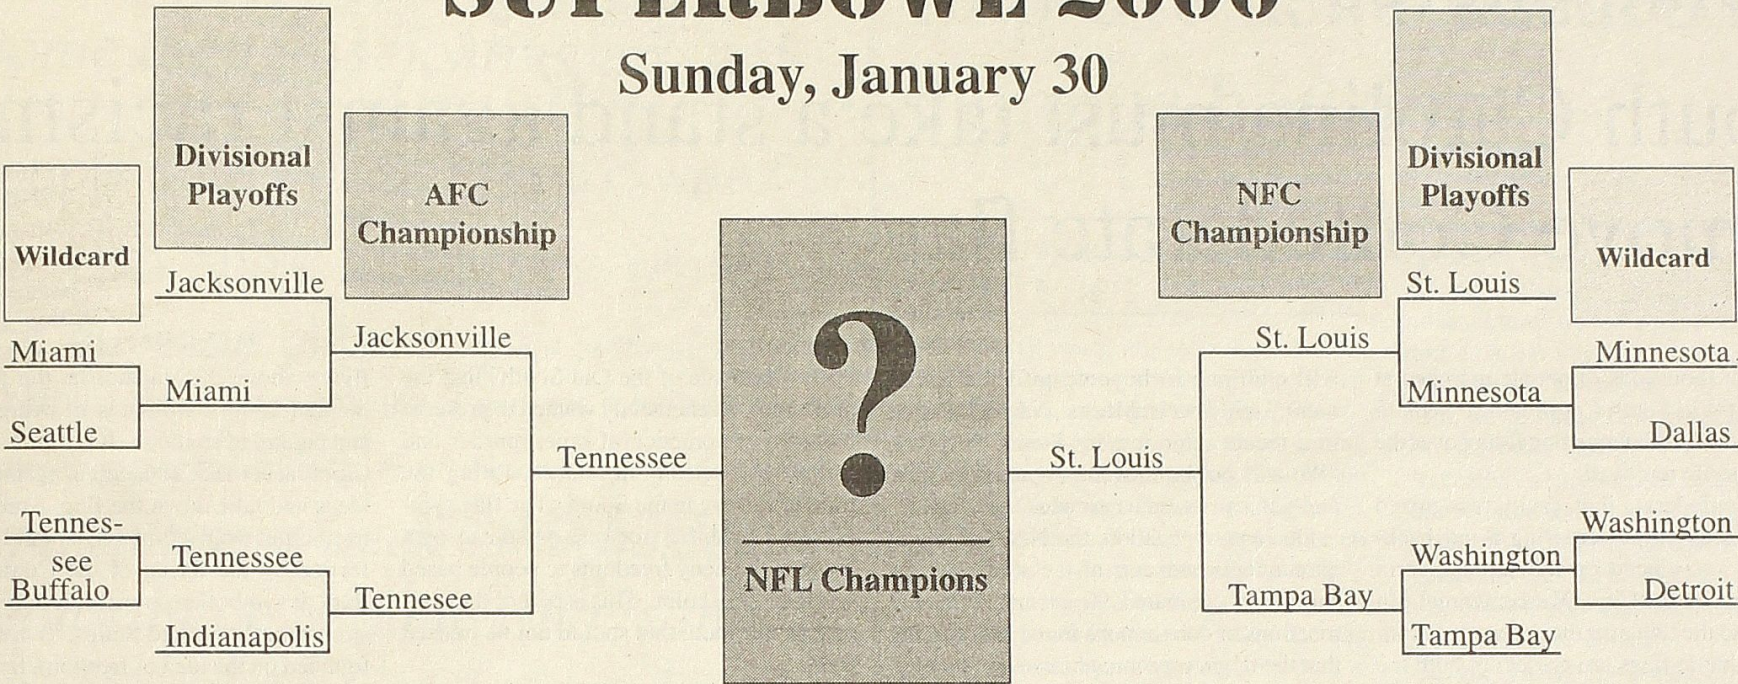 SUPERBOWL 2000
Sunday, January 30
Wildcard
Divisional
Playoffs
AFC
Championship
NFC
Championship
Divisional
Playoffs
Wildcard
Miami
Seattle
Tennes-
see
Buffalo
Jacksonville
Miami
Tennessee
Indianapolis
Jacksonville
Tennesee
Tennessee
?
NFL Champions
St. Louis
St. Louis
Tampa Bay
St. Louis
Minnesota
Washington
Tampa Bay
Minnesota
Dallas
Washington
Detroit